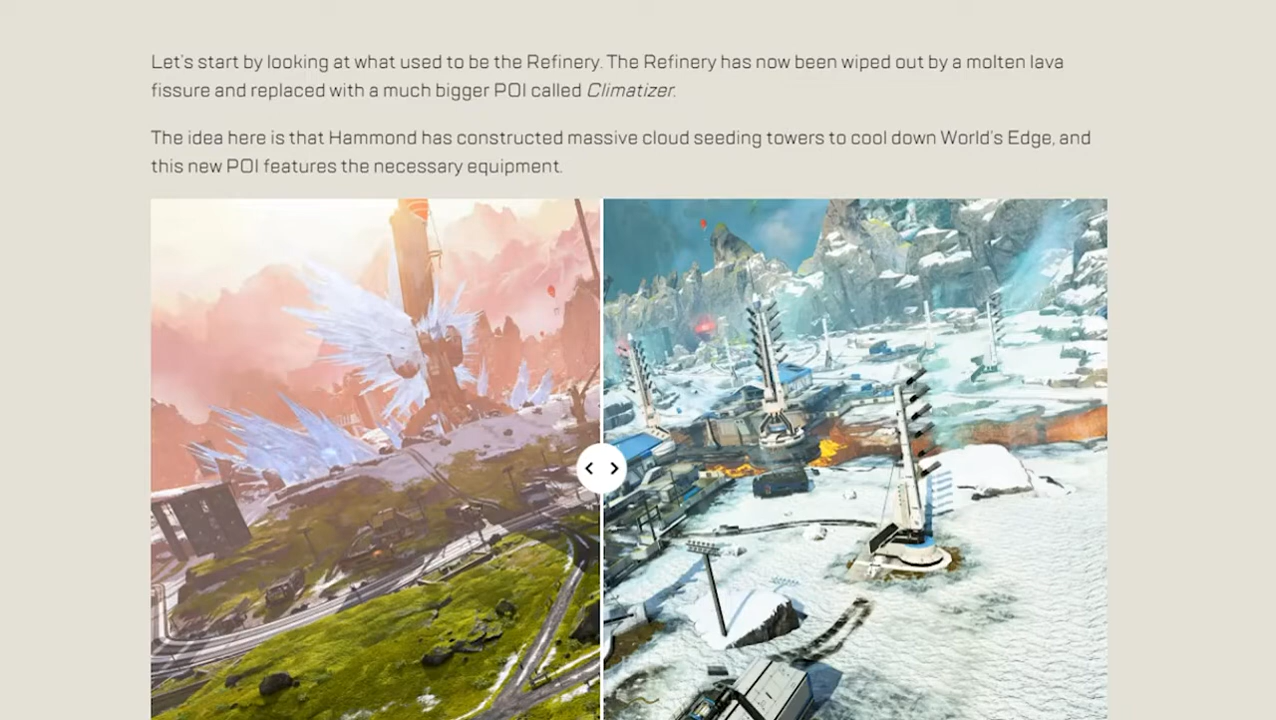 Let's start by looking at what used to be the Refinery. The Refinery has now been wiped out by a molten lava
fissure and replaced with a much bigger POI called Climatizer.
The idea here is that Hammond has constructed massive cloud seeding towers to cool down World's Edge, and
this new POI features the necessary equipment.